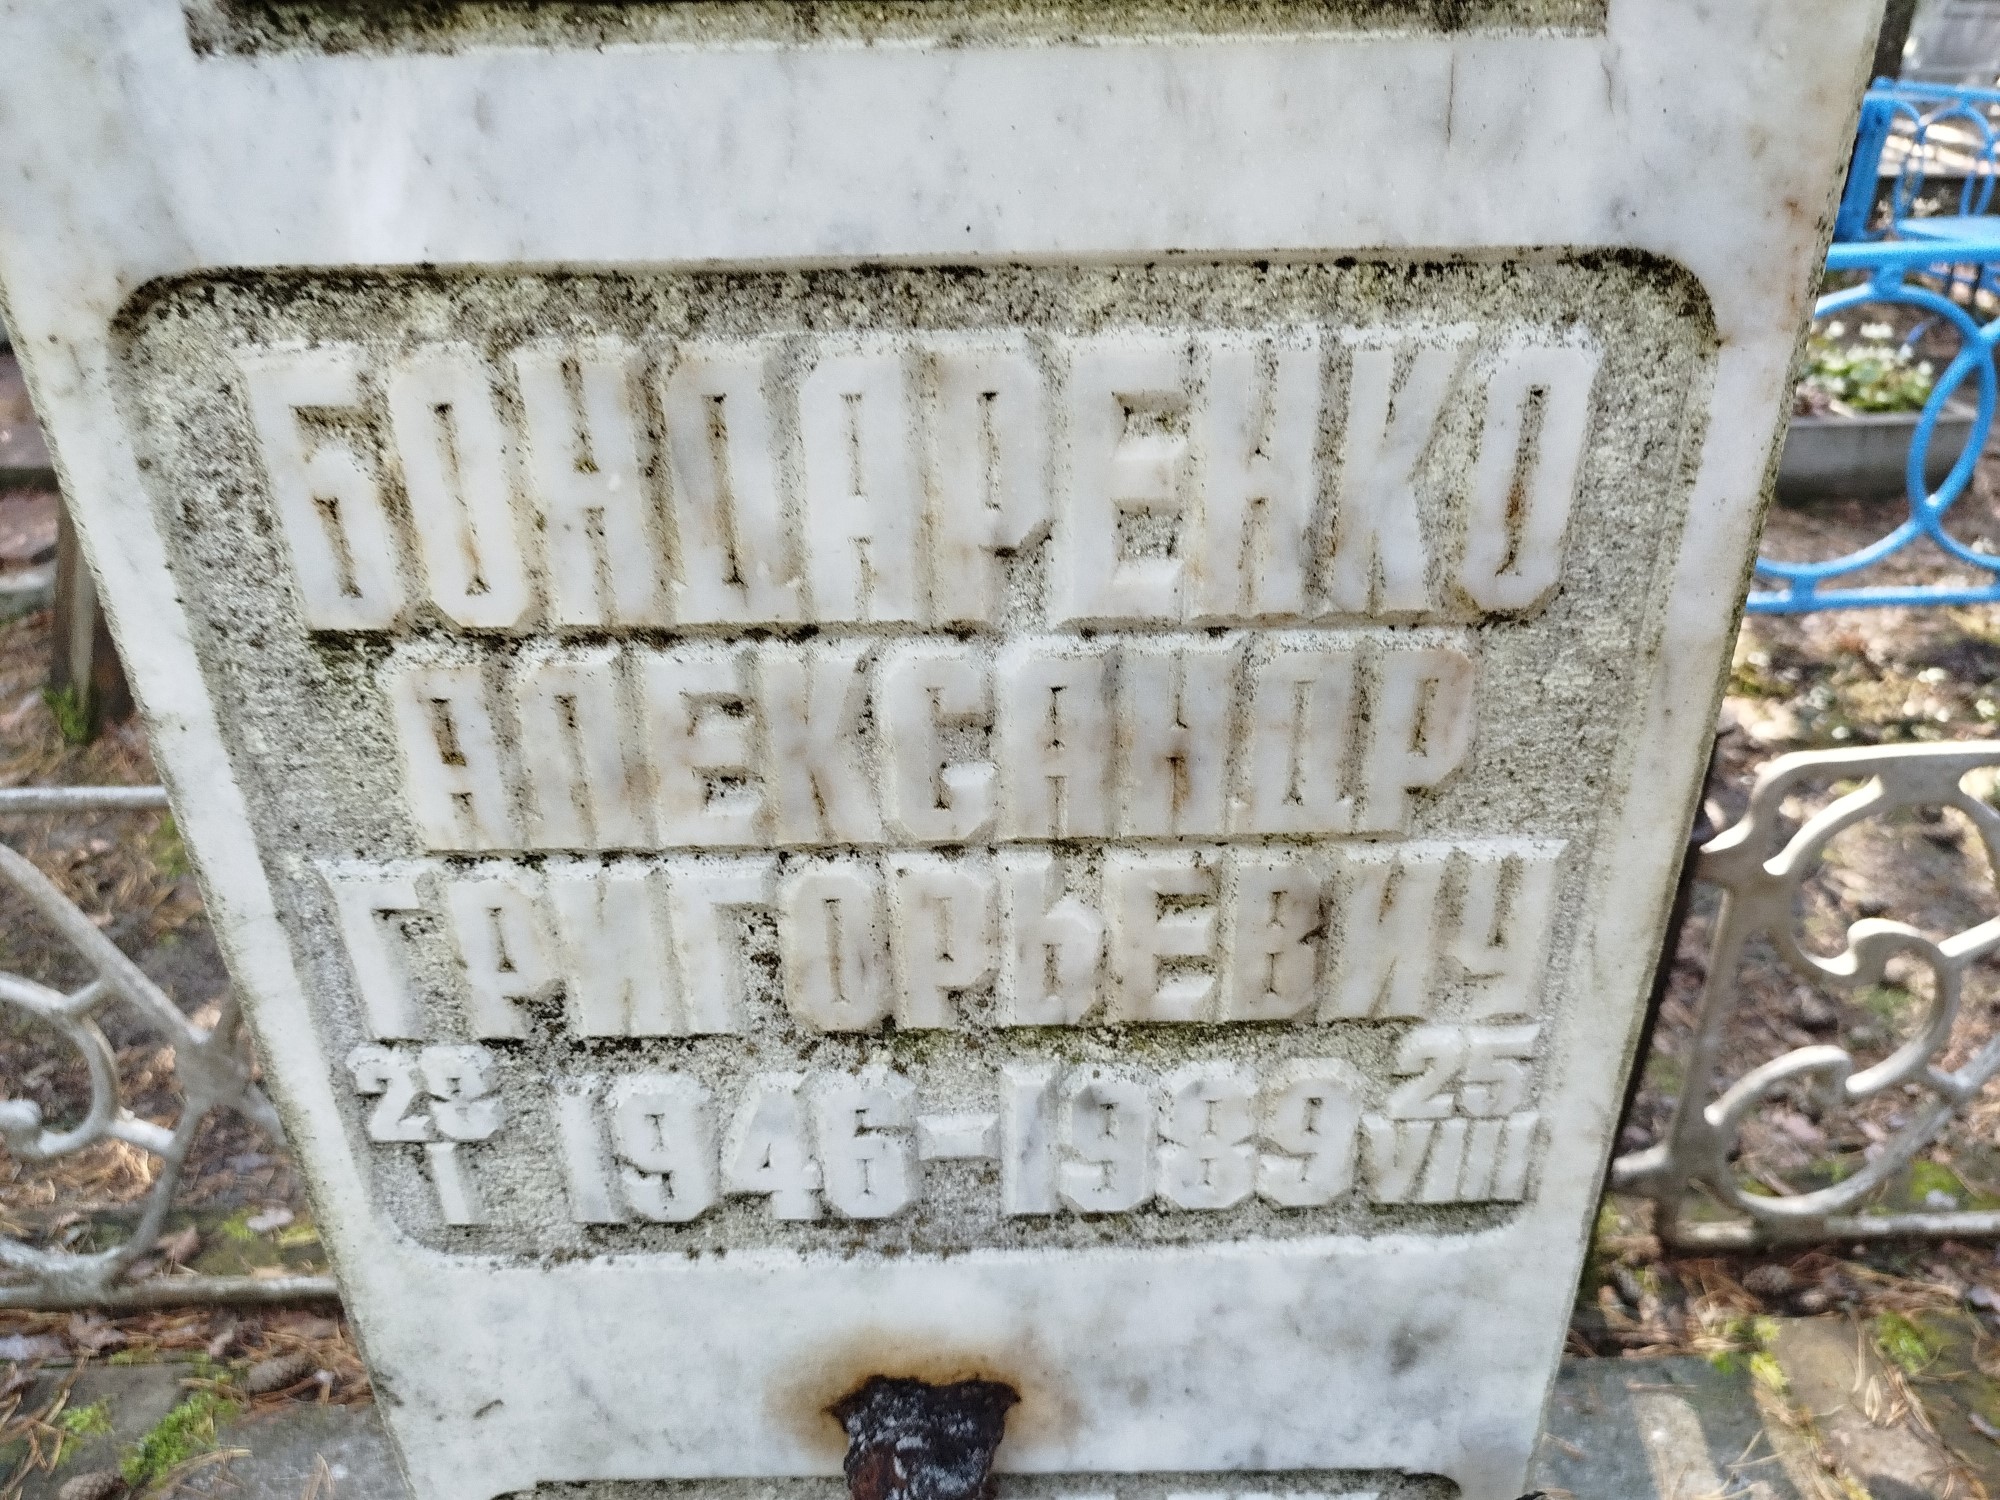 БОНДАРЕНКО
АЛЕКСАНДР
ГРИГОРЬЕВИЧ
28 25
I 1946-1989 VIII